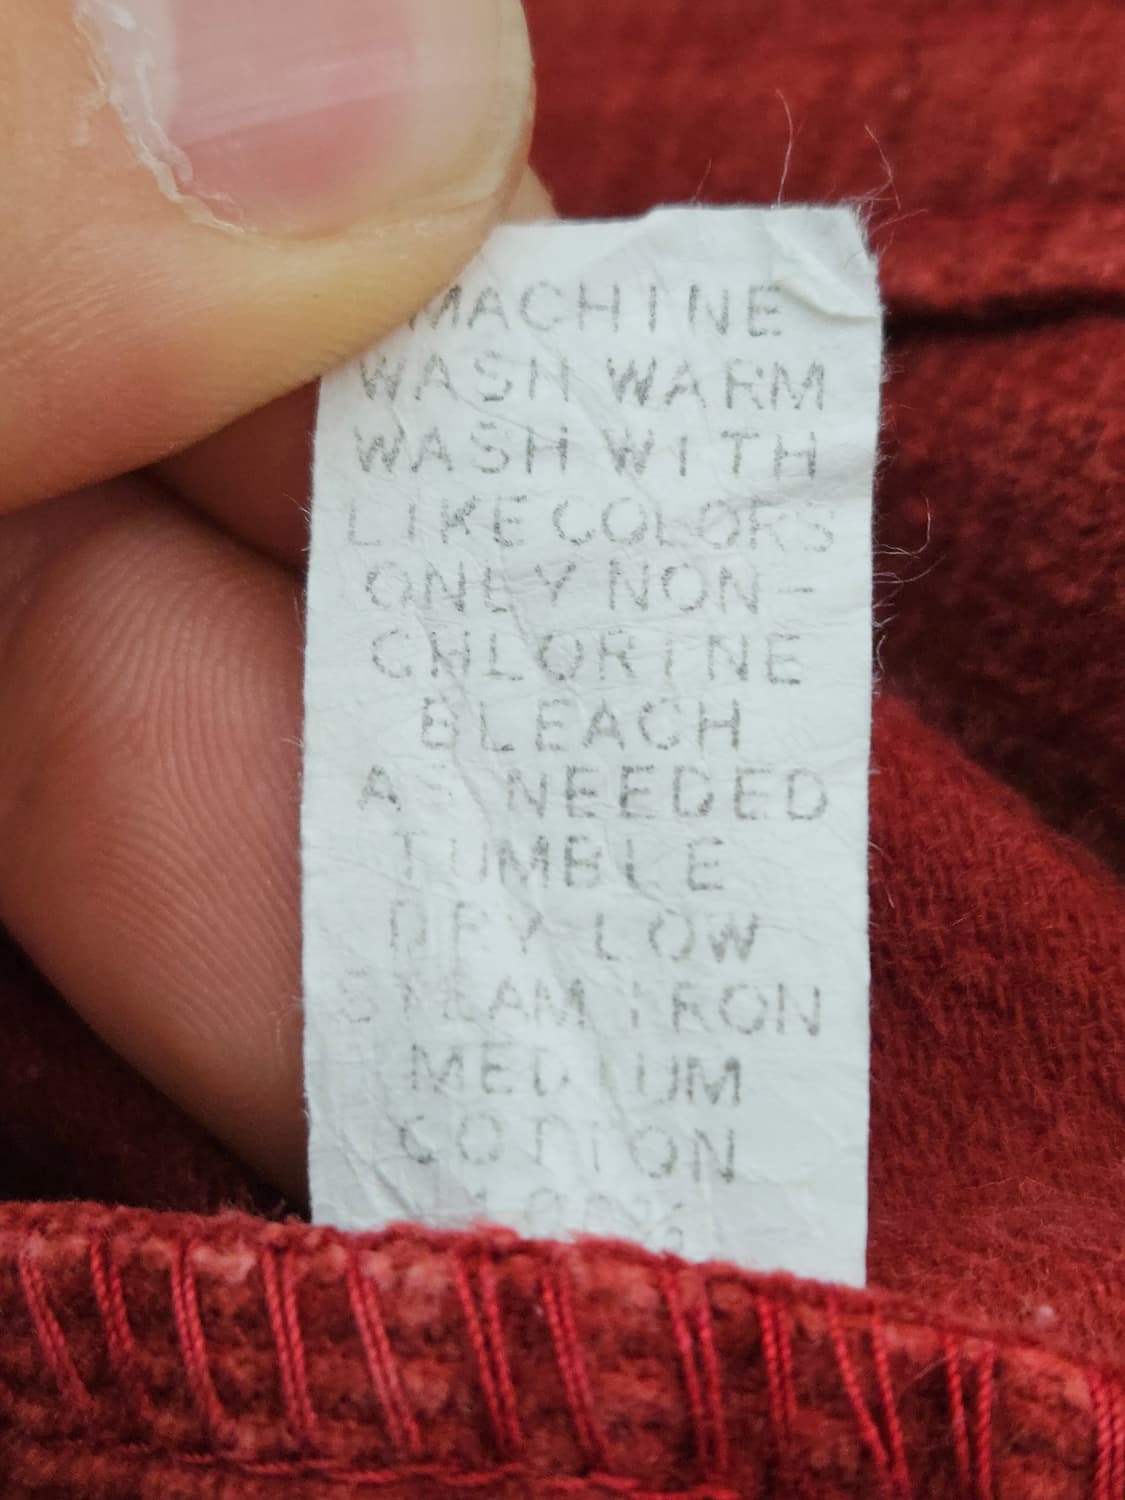 MACHINE
WASH WARM
WASH WITH
LIKE COLORS
ONLY NON-
CHLORINE
BLEACH
AS NEEDED
TUMBLE
DRY LOW
STEAM IRON
MEDIUM
COTTON
100%